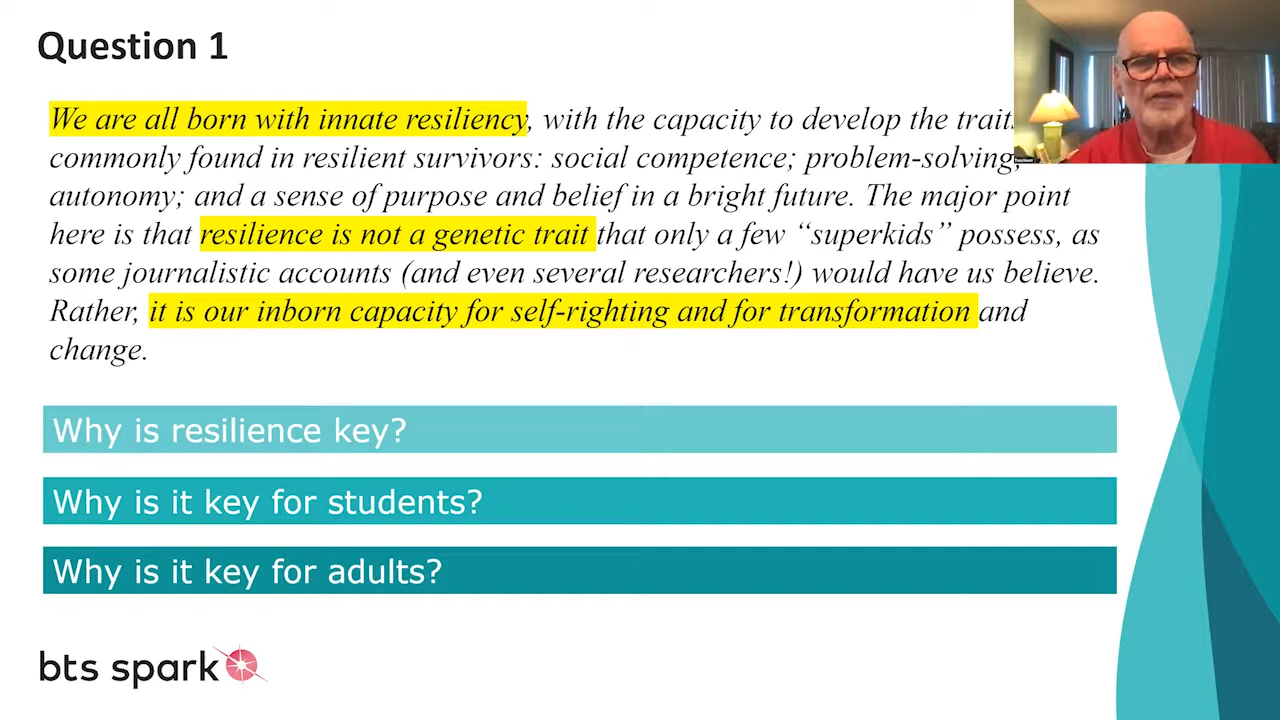 Question 1
We are all born with innate resiliency, with the capacity to develop the trait
commonly found in resilient survivors: social competence; problem-solving;
autonomy; and a sense of purpose and belief in a bright future. The major point
here is that resilience is not a genetic trait that only a few “superkids” possess, as
some journalistic accounts (and even several researchers!) would have us believe.
Rather, it is our inborn capacity for self-righting and for transformation and
change.
Why is resilience key?
Why is it key for students?
Why is it key for adults?
bts spark